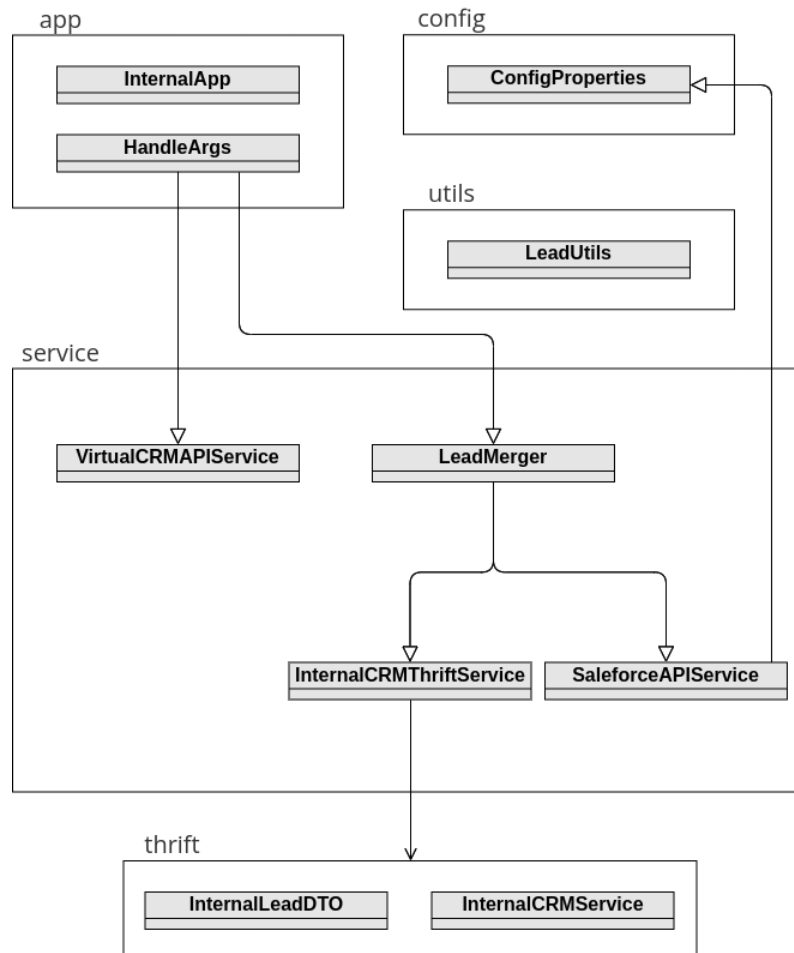 app
config
InternalApp
ConfigProperties
HandleArgs
utils
LeadUtils
service
VirtualCRMAPIService
LeadMerger
InternalCRMThriftService
SaleforceAPIService
thrift
InternalLeadDTO
InternalCRMService